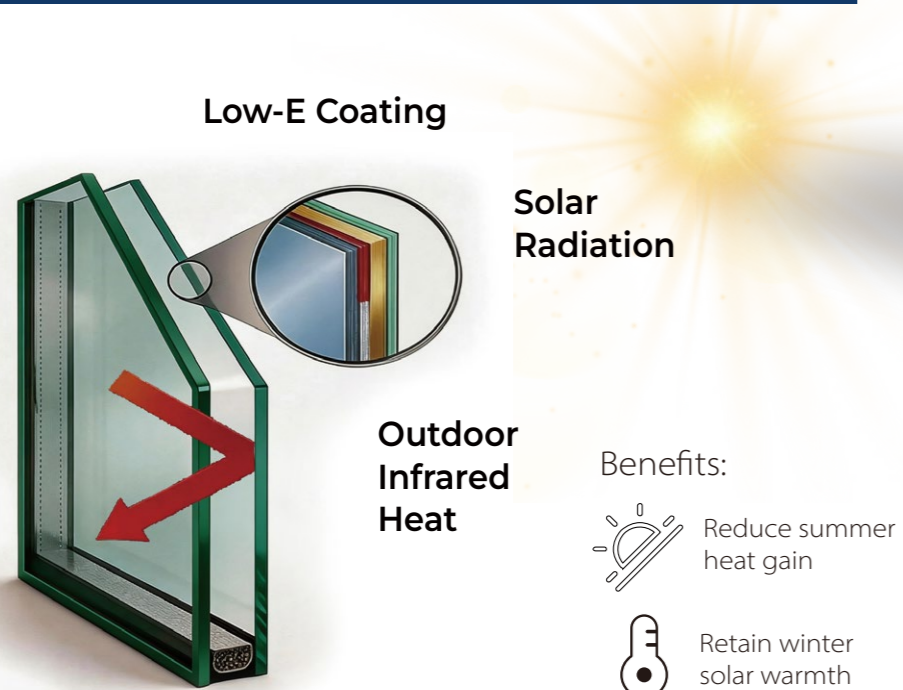 Low-E Coating
Solar
Radiation
Outdoor
Infrared
Heat
Benefits:
Reduce summer
heat gain
Retain winter
solar warmth